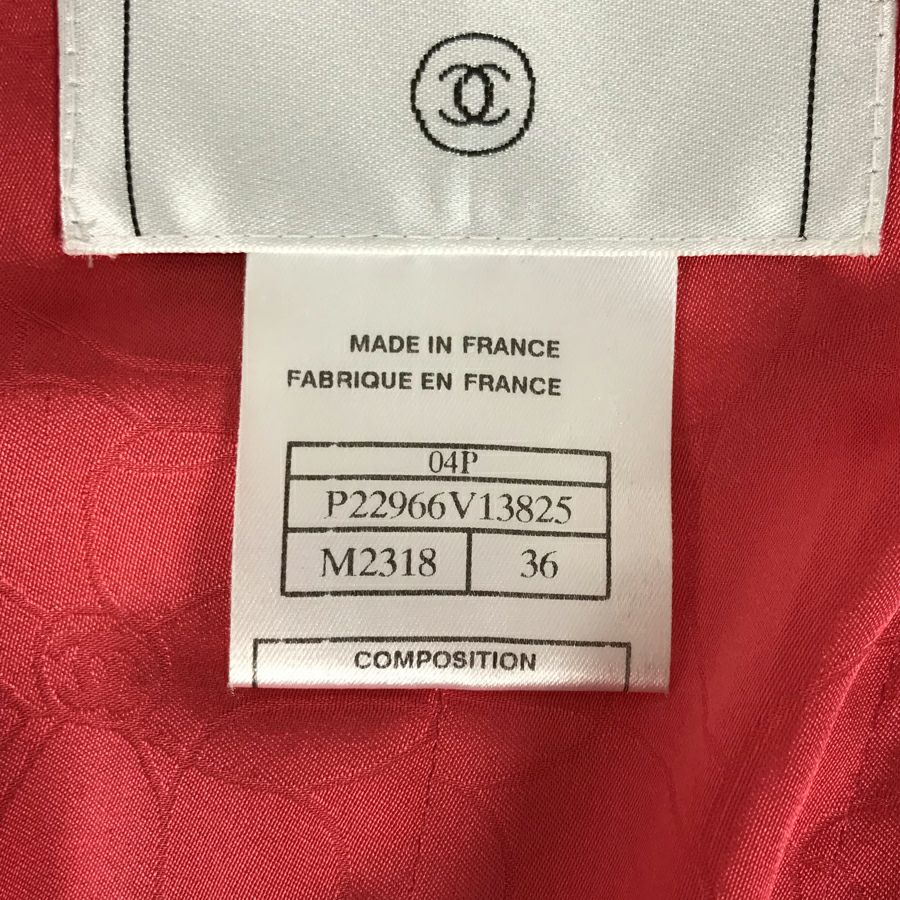 MADE IN FRANCE
FABRIQUE EN FRANCE
04P
P22966V13825
M2318 36
COMPOSITION